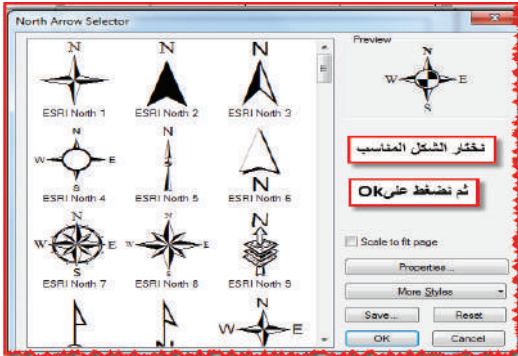 North Arrow Selector
N
ESRI North 1
N
ESRI North 2
N
ESRI North 3
N
W E
S
ESRI North 4
N
S
ESRI North 5
N
ESRI North 6
N
W E
S
ESRI North 7
N
W E
S
ESRI North 8
N
ESRI North 9
N
N
N
W E
Preview
N
W E
S
نختار الشكل المناسب
ثم نضغط علىOk
Scale to fit page
Properties...
More Styles
Save...
Reset
OK
Cancel